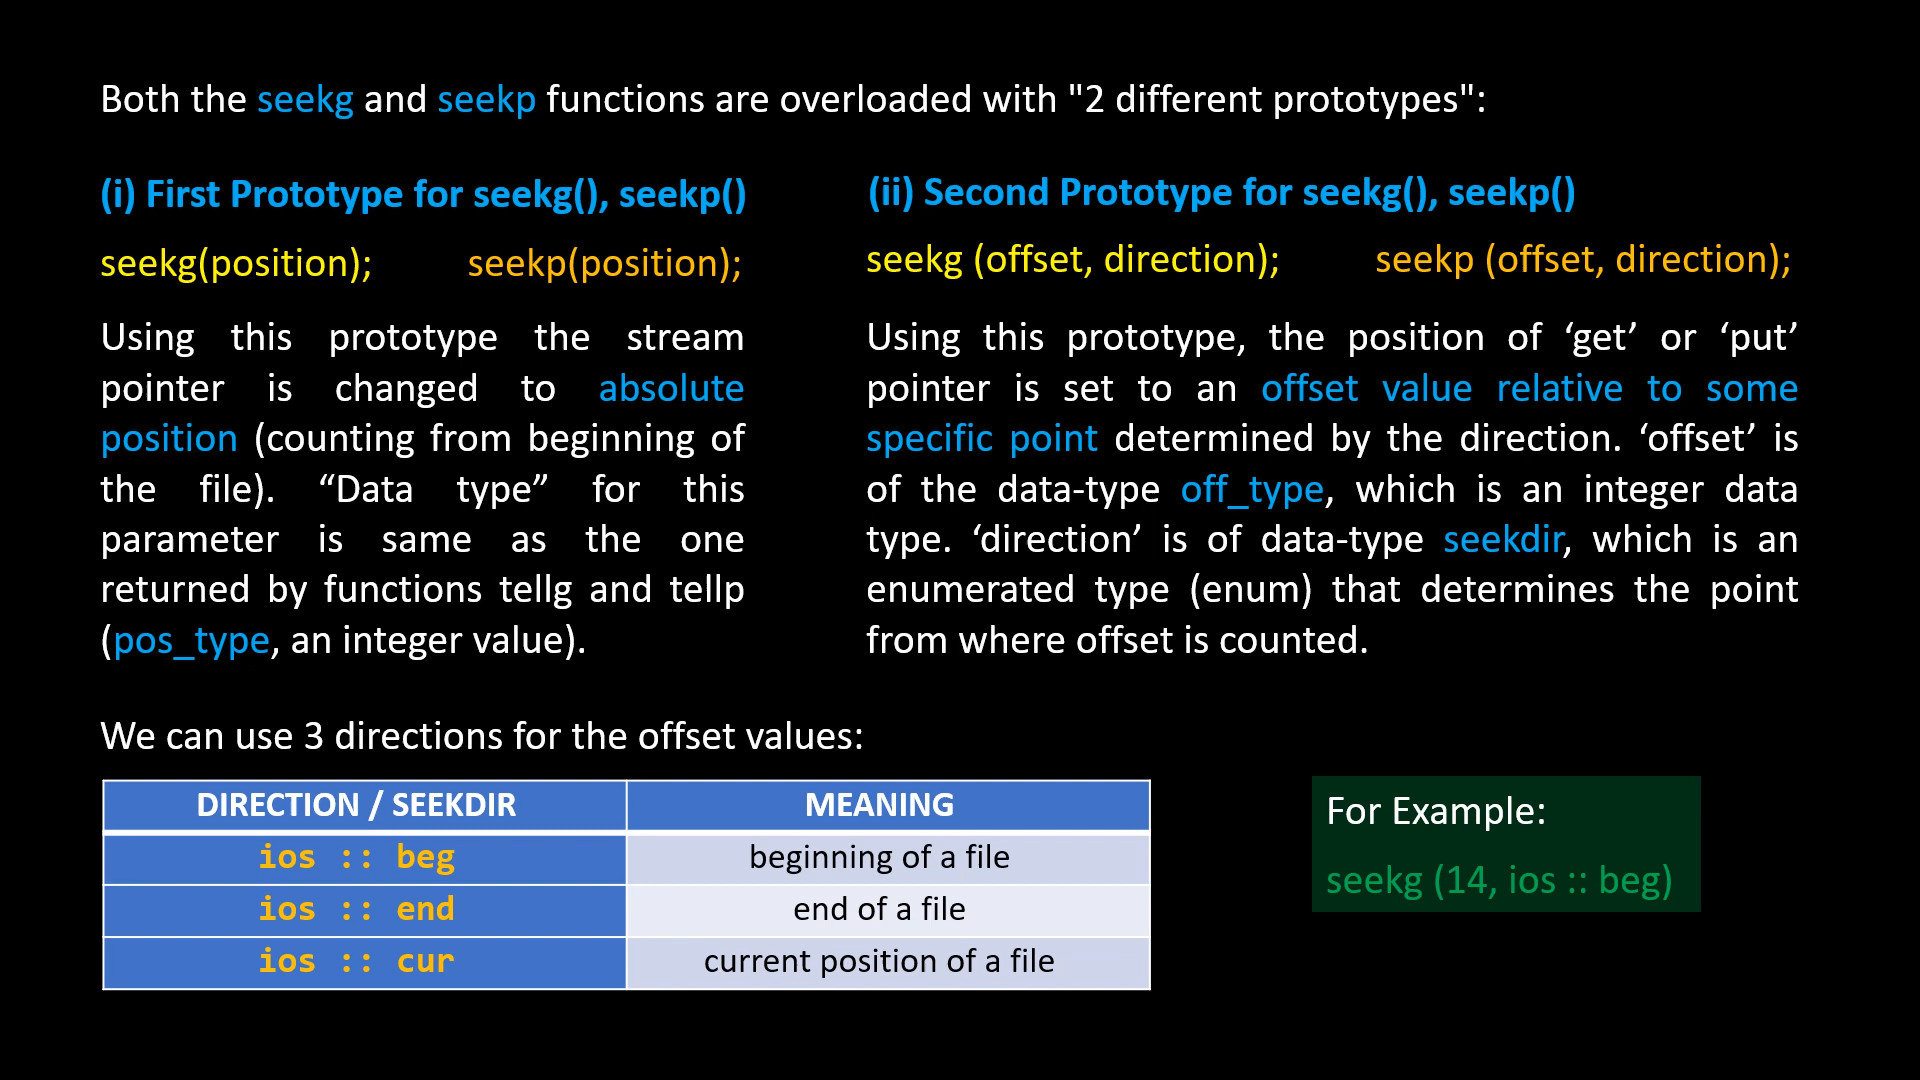 Both the seekg and seekp functions are overloaded with "2 different prototypes":
(i) First Prototype for seekg(), seekp()
seekg(position); seekp(position);
Using this prototype the stream
pointer is changed to absolute
position (counting from beginning of
the file). “Data type” for this
parameter is same as the one
returned by functions tellg and tellp
(pos_type, an integer value).
(ii) Second Prototype for seekg(), seekp()
seekg (offset, direction); seekp (offset, direction);
Using this prototype, the position of ‘get’ or ‘put’
pointer is set to an offset value relative to some
specific point determined by the direction. ‘offset’ is
of the data-type off_type, which is an integer data
type. ‘direction’ is of data-type seekdir, which is an
enumerated type (enum) that determines the point
from where offset is counted.
We can use 3 directions for the offset values:
DIRECTION / SEEKDIR MEANING
ios :: beg beginning of a file
ios :: end end of a file
ios :: cur current position of a file
For Example:
seekg (14, ios :: beg)